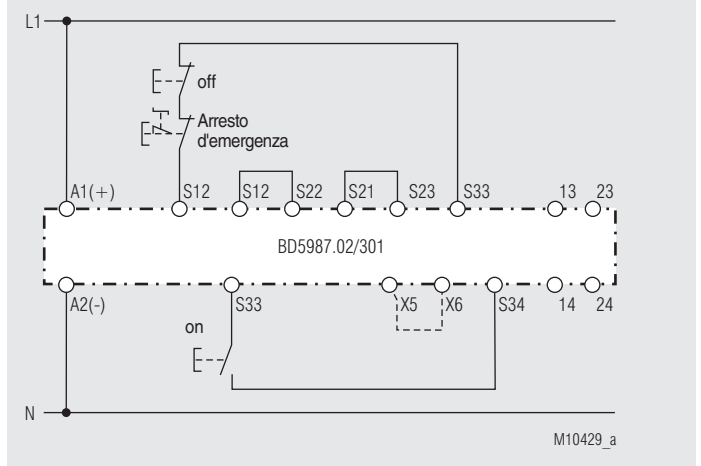 L1
off
Arresto
d'emergenza
A1(+) S12 S12 S22 S21 S23 S33 13 23
BD5987.02/301
A2(-) S33 X5 X6 S34 14 24
on
N
M10429_a